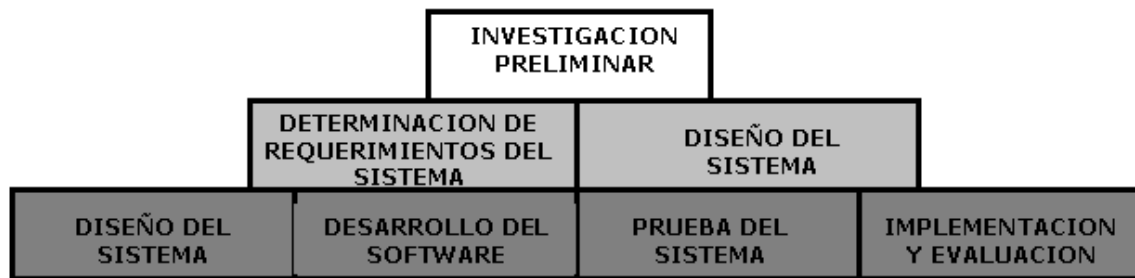 INVESTIGACION
PRELIMINAR
DETERMINACION DE
REQUERIMIENTOS DEL
SISTEMA
DISEÑO DEL
SISTEMA
DISEÑO DEL
SISTEMA
DESARROLLO DEL
SOFTWARE
PRUEBA DEL
SISTEMA
IMPLEMENTACION
Y EVALUACION